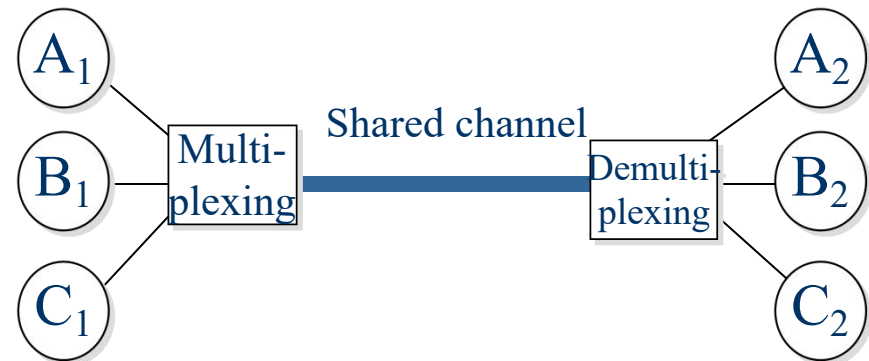 A₁
B₁
C₁
Multi-
plexing
Shared channel
Demulti-
plexing
A₂
B₂
C₂